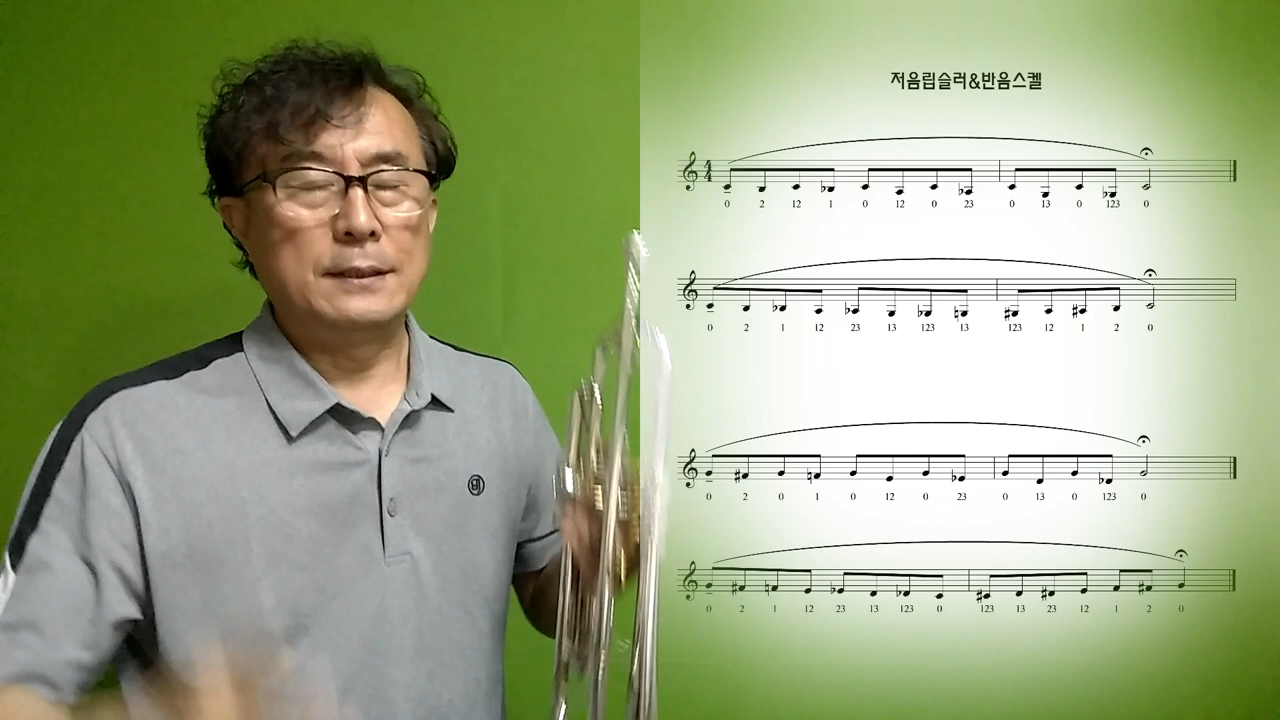 저음립슬러&반음스켈
4
4
0 2 12 1 0 12 0 23 0 13 0 123 0
0 2 1 12 23 13 123 13 123 12 1 2 0
0 2 0 1 0 12 0 23 0 13 0 123 0
0 2 1 12 23 13 123 0 123 13 23 12 1 2 0